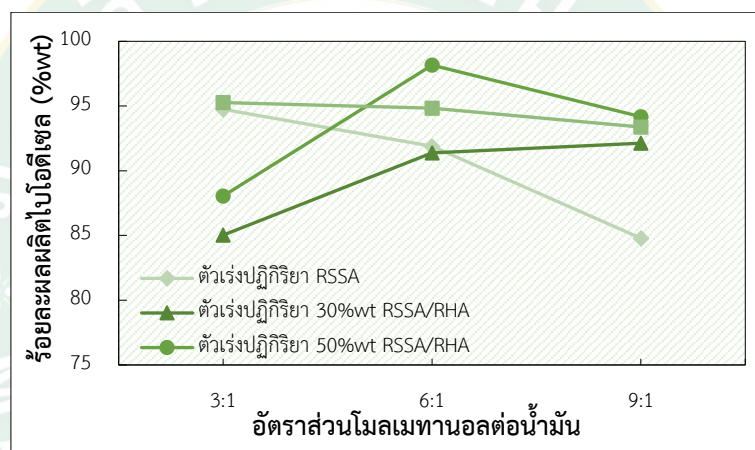 ร้อยละผลผลิตไบโอดีเซล (%wt)
100
95
90
85
80
75
ตัวเร่งปฏิกิริยา RSSA
ตัวเร่งปฏิกิริยา 30%wt RSSA/RHA
ตัวเร่งปฏิกิริยา 50%wt RSSA/RHA
3:1 6:1 9:1
อัตราส่วนโมลเมทานอลต่อน้ำมัน